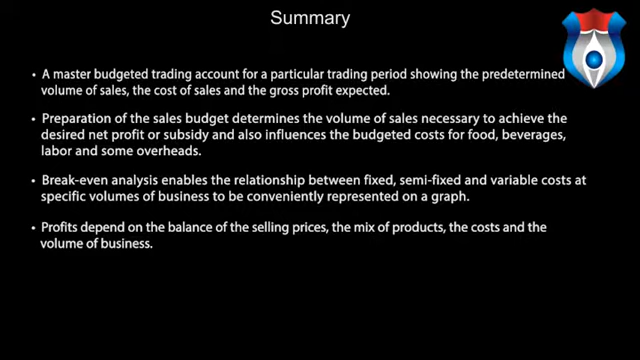 Summary
• A master budgeted trading account for a particular trading period showing the predetermined
volume of sales, the cost of sales and the gross profit expected.
• Preparation of the sales budget determines the volume of sales necessary to achieve the
desired net profit or subsidy and also influences the budgeted costs for food, beverages,
labor and some overheads.
• Break-even analysis enables the relationship between fixed, semi-fixed and variable costs at
specific volumes of business to be conveniently represented on a graph.
• Profits depend on the balance of the selling prices, the mix of products, the costs and the
volume of business.